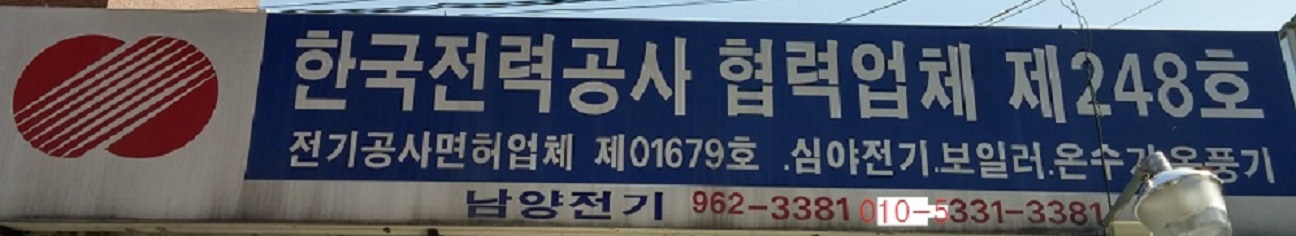 한국전력공사 협력업체 제248호
전기공사면허업체 제01679호 .심야전기.보일러.온수기.온풍기
남양전기 962-3381 010-5331-3381